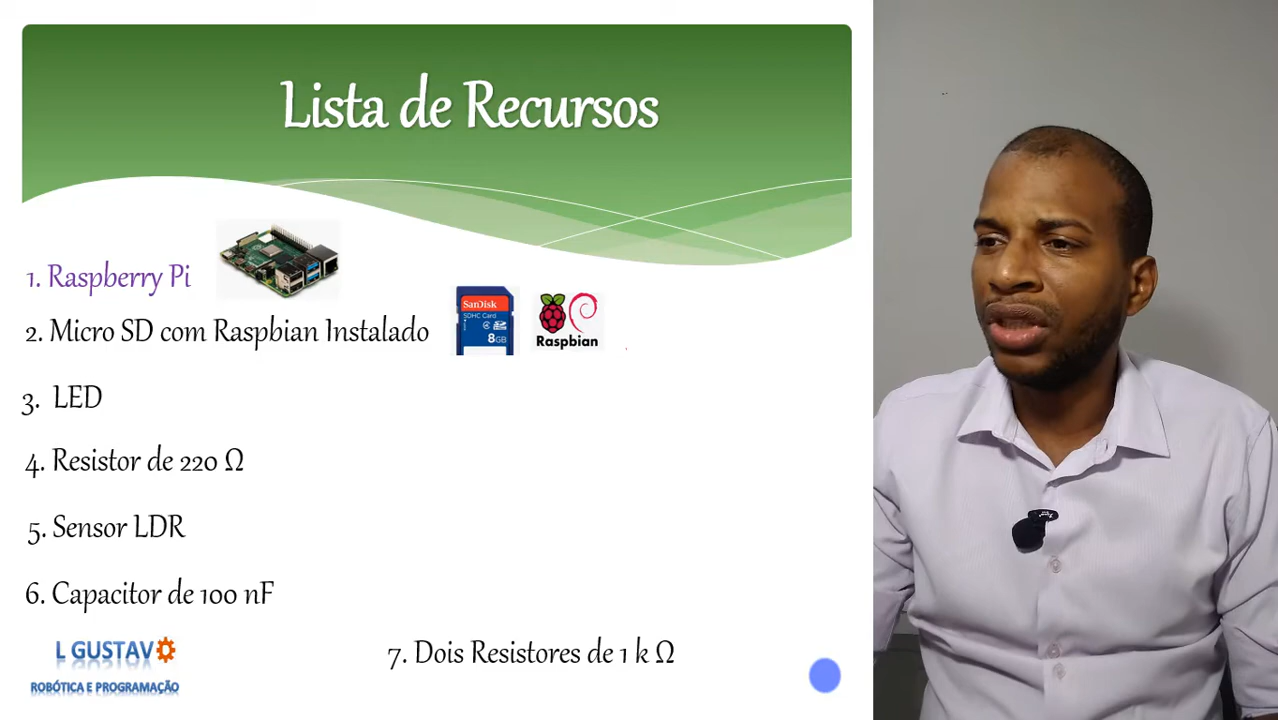 Lista de Recursos
1. Raspberry Pi
2. Micro SD com Raspbian Instalado
SanDisk
SDHC Card
4
8GB
Raspbian
3. LED
4. Resistor de 220 Ω
5. Sensor LDR
6. Capacitor de 100 nF
L GUSTAVO
ROBÓTICA E PROGRAMAÇÃO
7. Dois Resistores de 1 k Ω